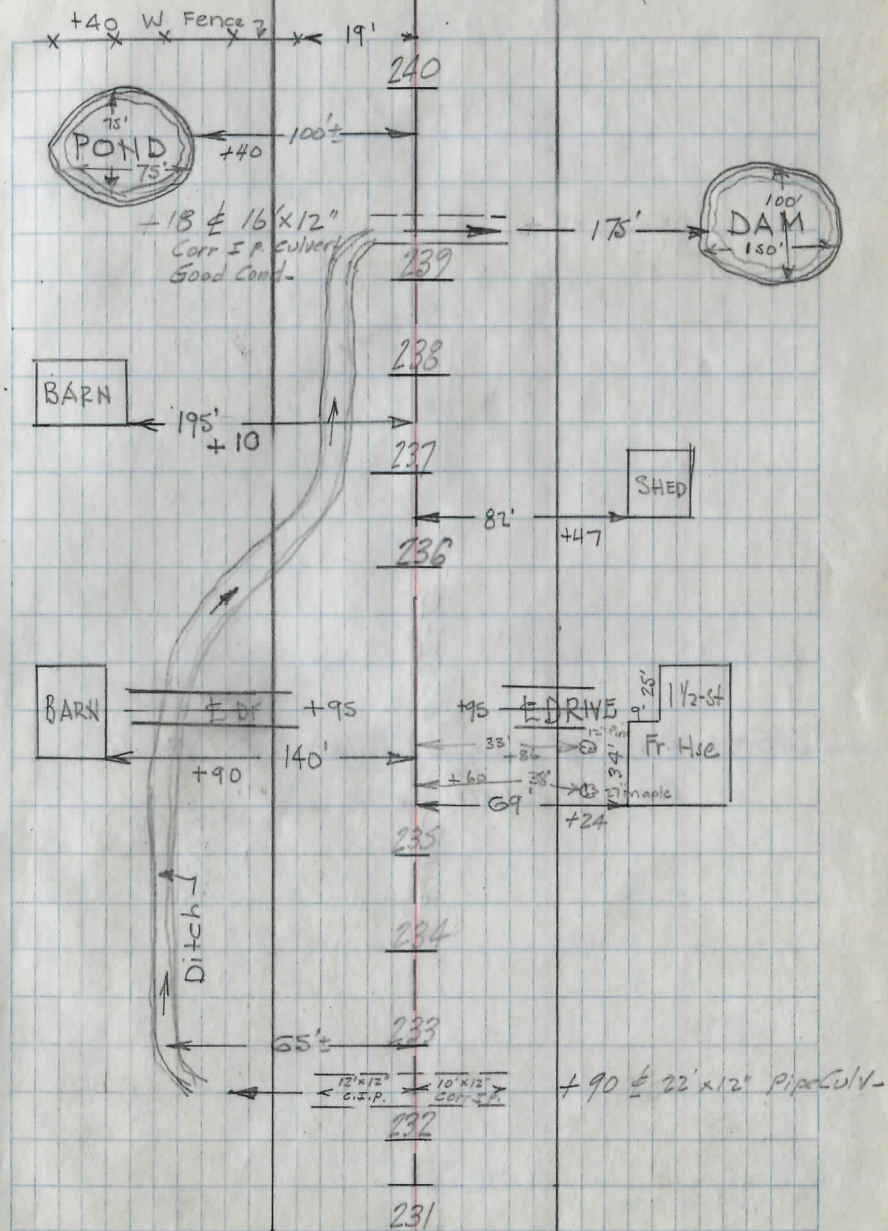 +40 W Fence
19'
240
75'
POND
75'
100'±
+40
+18 ₵ 16'x12"
Corr I.P. Culvert
Good Cond-
239
175'
100'
DAM
150'
238
BARN
195'
+10
237
SHED
82'
+47
236
BARN
₵ Dr
+95
+95
₵ DRIVE
9' 25'
1½-St
Fr. Hse
34'
33'
+86
12" Pine
140'
+90
+60 38'
27" maple
69'
+24
235
234
Ditch
233
65'±
12'x12"
C.I.P.
10'x12"
Corr I.P.
+90 ₵ 22'x12" Pipe Culv-
232
231